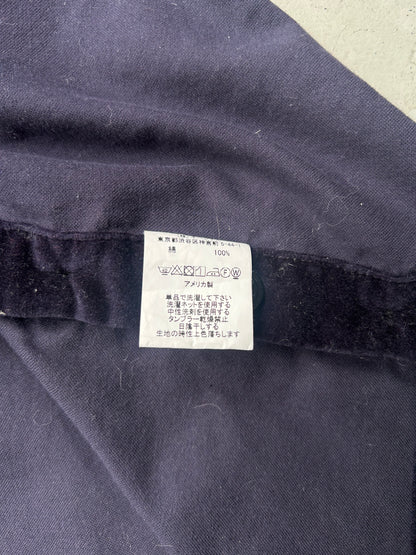 東京都渋谷区神宮前 5-44-
綿 100%
アメリカ製
単品で洗濯して下さい
洗濯ネットを使用する
中性洗剤を使用する
タンブラー乾燥禁止
日陰干しする
生地の特性上色落ちします